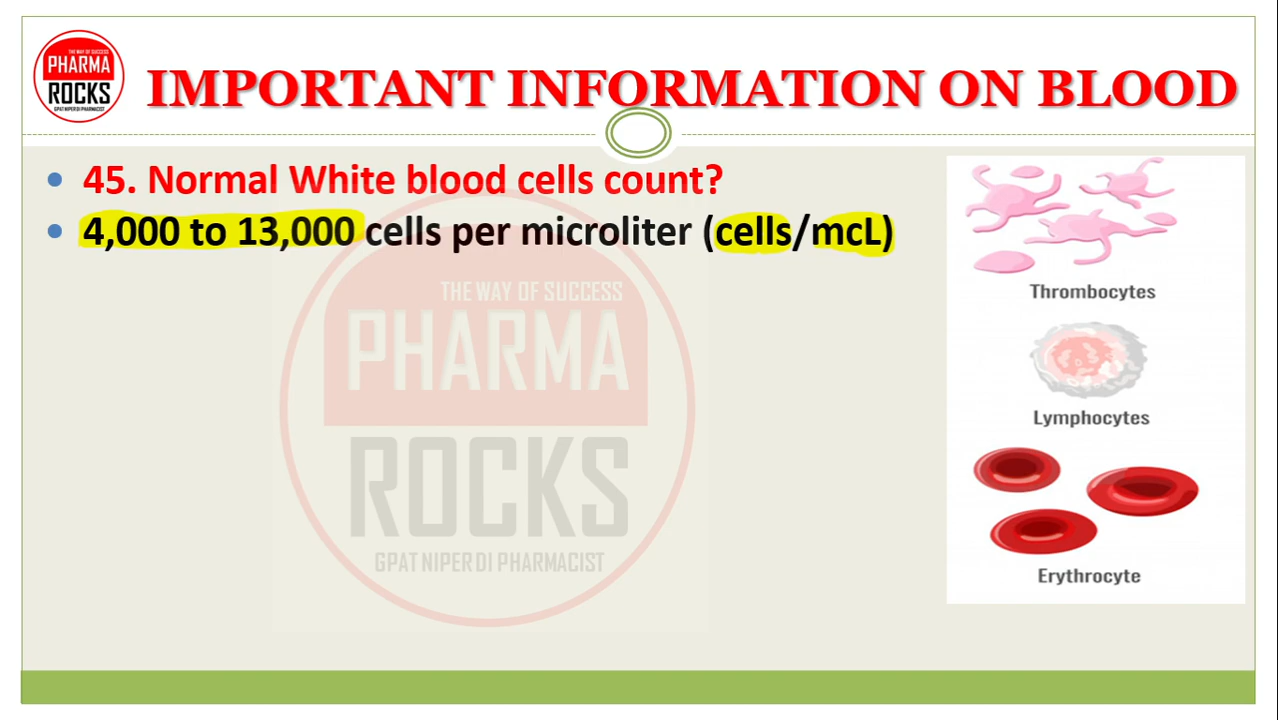 THE WAY OF SUCCESS
PHARMA
ROCKS
GPAT NIPER DI PHARMACIST
IMPORTANT INFORMATION ON BLOOD
• 45. Normal White blood cells count?
• 4,000 to 13,000 cells per microliter (cells/mcL)
THE WAY OF SUCCESS
PHARMA
ROCKS
GPAT NIPER DI PHARMACIST
Thrombocytes
Lymphocytes
Erythrocyte